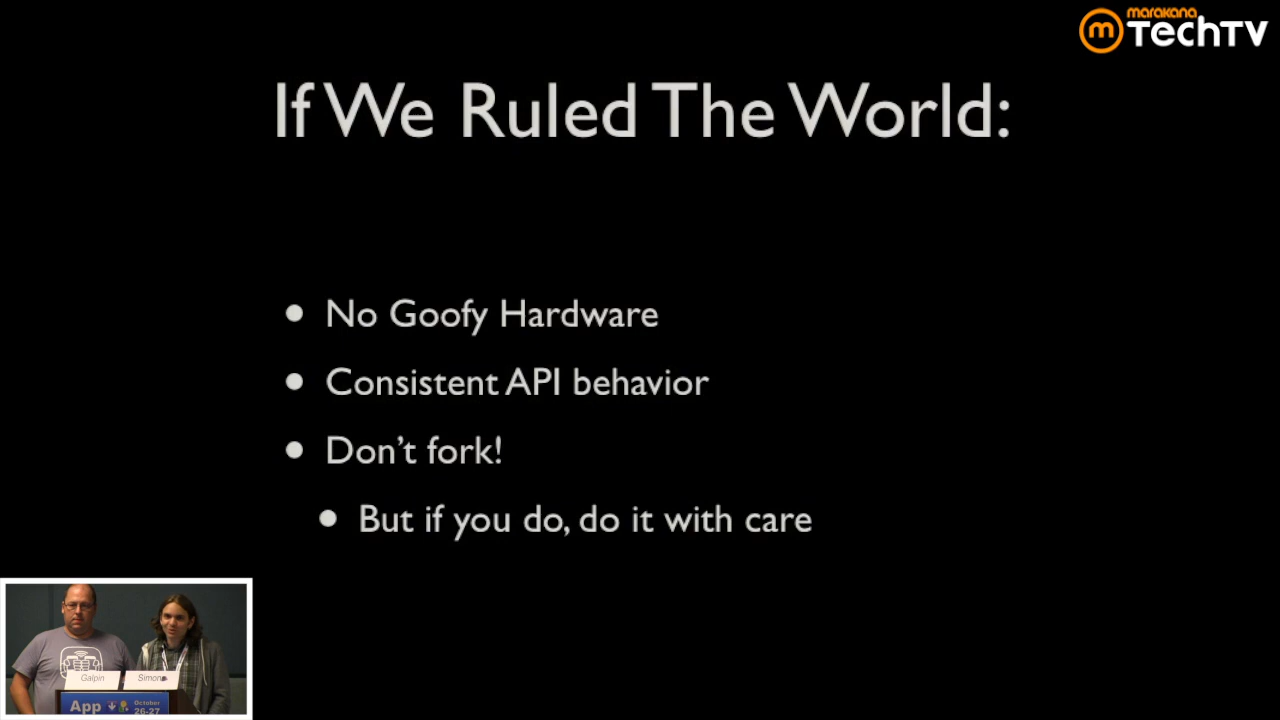 marakana
m TechTV
If We Ruled The World:
• No Goofy Hardware
• Consistent API behavior
• Don't fork!
• But if you do, do it with care
Galpin
Simon
App
October
26-27